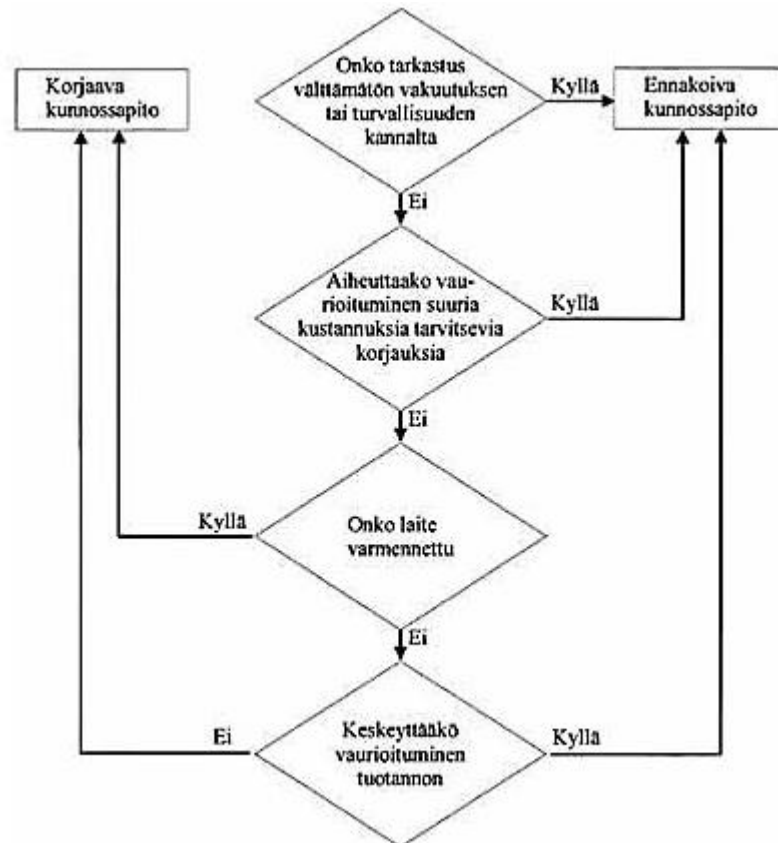 Korjaava
kunnossapito
Onko tarkastus
välttämätön vakuutuksen
tai turvallisuuden
kannalta
Kyllä
Ennakoiva
kunnossapito
Ei
Aiheuttaako vau-
rioituminen suuria
kustannuksia tarvitsevia
korjauksia
Kyllä
Ei
Kyllä
Onko laite
varmennettu
Ei
Ei
Keskeyttääkö
vaurioituminen
tuotannon
Kyllä